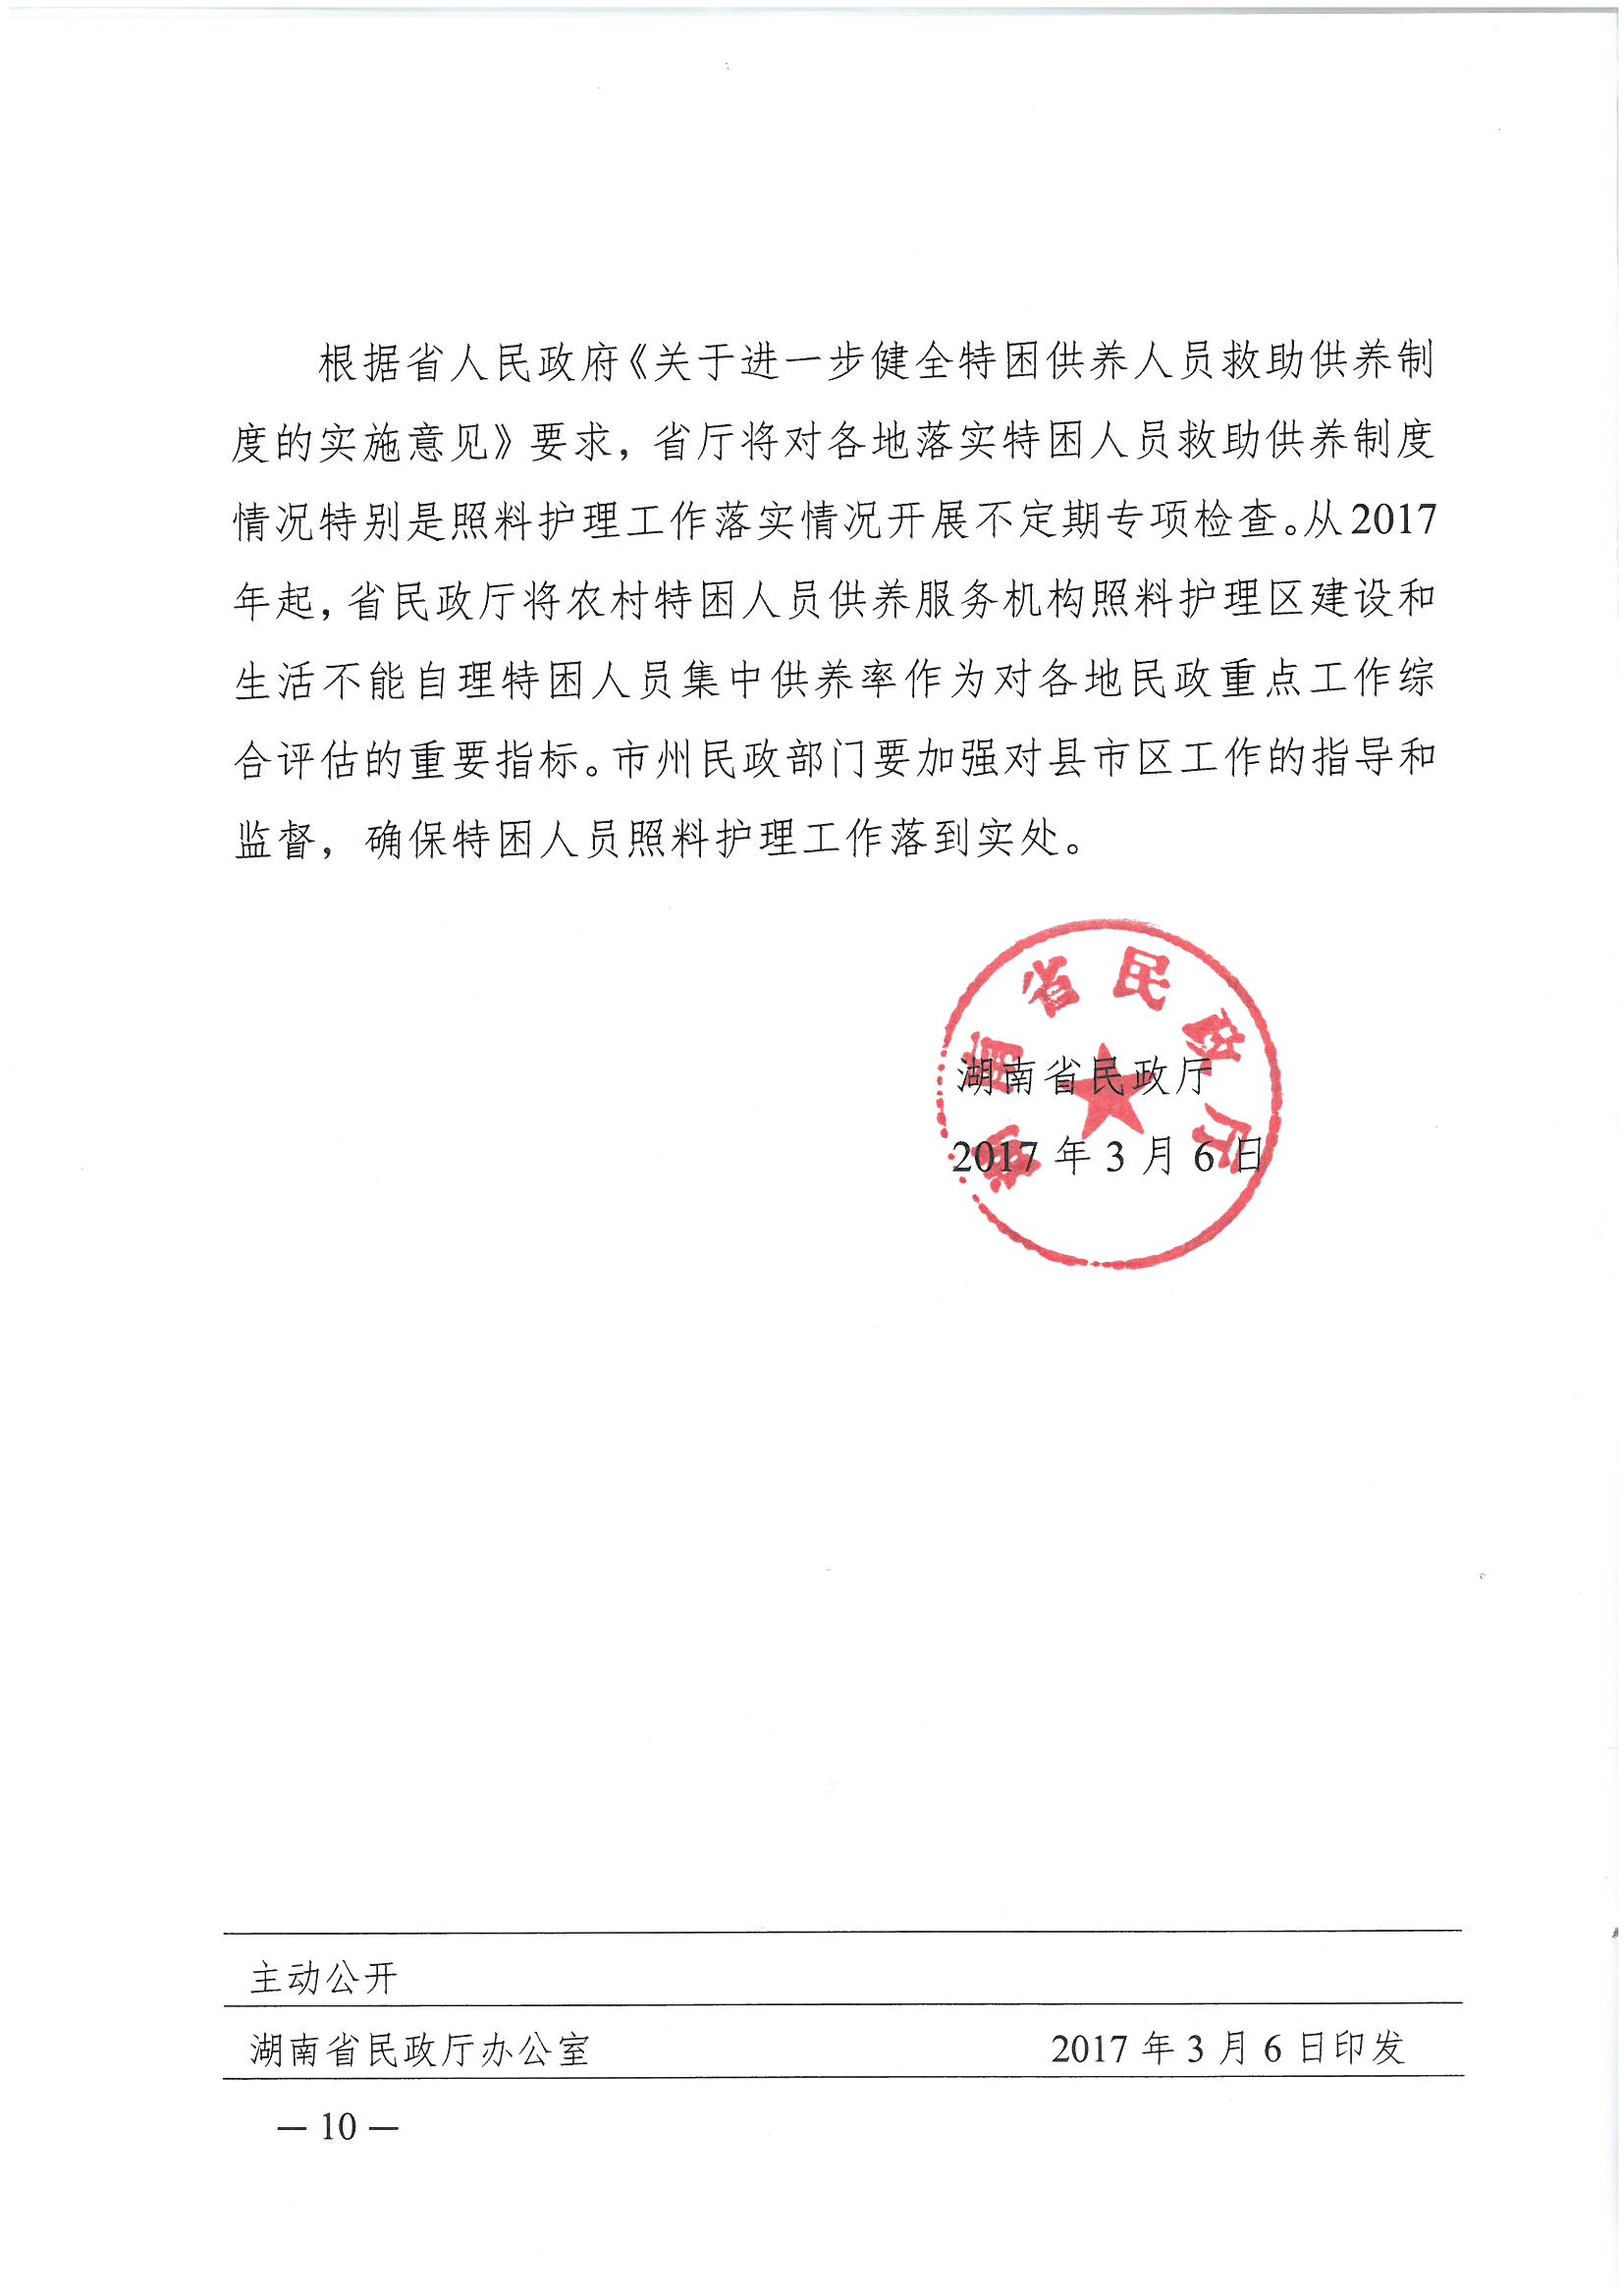 根据省人民政府《关于进一步健全特困供养人员救助供养制
度的实施意见》要求，省厅将对各地落实特困人员救助供养制度
情况特别是照料护理工作落实情况开展不定期专项检查。从2017
年起，省民政厅将农村特困人员供养服务机构照料护理区建设和
生活不能自理特困人员集中供养率作为对各地民政重点工作综
合评估的重要指标。市州民政部门要加强对县市区工作的指导和
监督，确保特困人员照料护理工作落到实处。
湖南省民政厅
湖南省民政厅
2017 年 3 月 6 日
主动公开
湖南省民政厅办公室 2017 年 3 月 6 日印发
— 10 —